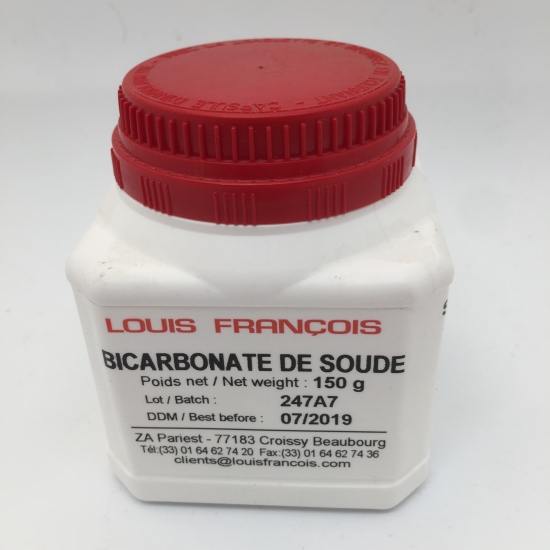 LOUIS FRANÇOIS
BICARBONATE DE SOUDE
Poids net / Net weight : 150 g
Lot / Batch : 247A7
DDM / Best before : 07/2019
ZA Pariest - 77183 Croissy Beaubourg
Tél:(33) 01 64 62 74 20 Fax:(33) 01 64 62 74 36
clients@louisfrancois.com